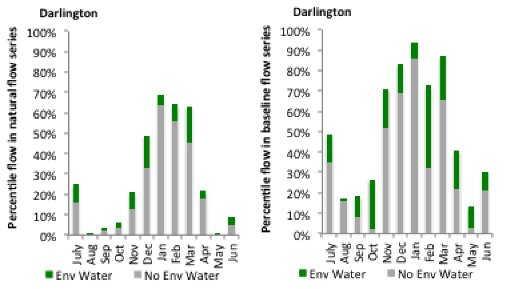 Darlington
Percentile flow in natural flow series
100%
90%
80%
70%
60%
50%
40%
30%
20%
10%
0%
July
Aug
Sep
Oct
Nov
Dec
Jan
Feb
Mar
Apr
May
Jun
Env Water
No Env Water
Darlington
Percentile flow in baseline flow series
100%
90%
80%
70%
60%
50%
40%
30%
20%
10%
0%
July
Aug
Sep
Oct
Nov
Dec
Jan
Feb
Mar
Apr
May
Jun
Env Water
No Env Water